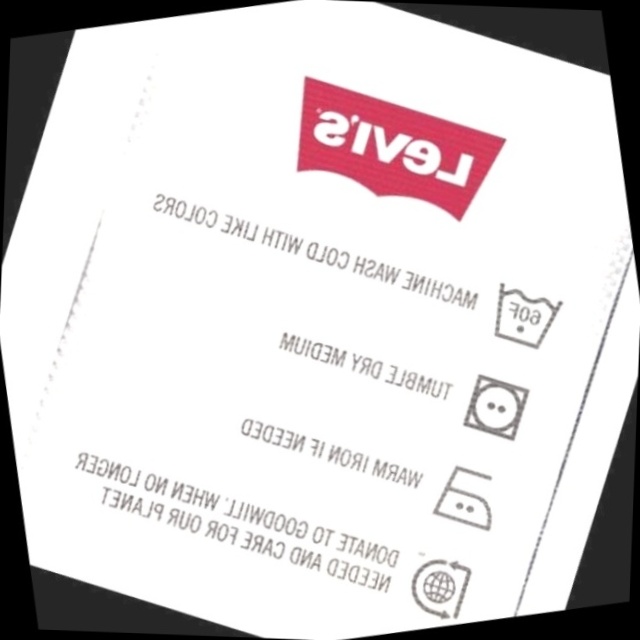 Levi's
MACHINE WASH COLD WITH LIKE COLORS
60F
TUMBLE DRY MEDIUM
WARM IRON IF NEEDED
DONATE TO GOODWILL, WHEN NO LONGER
NEEDED AND CARE FOR OUR PLANET